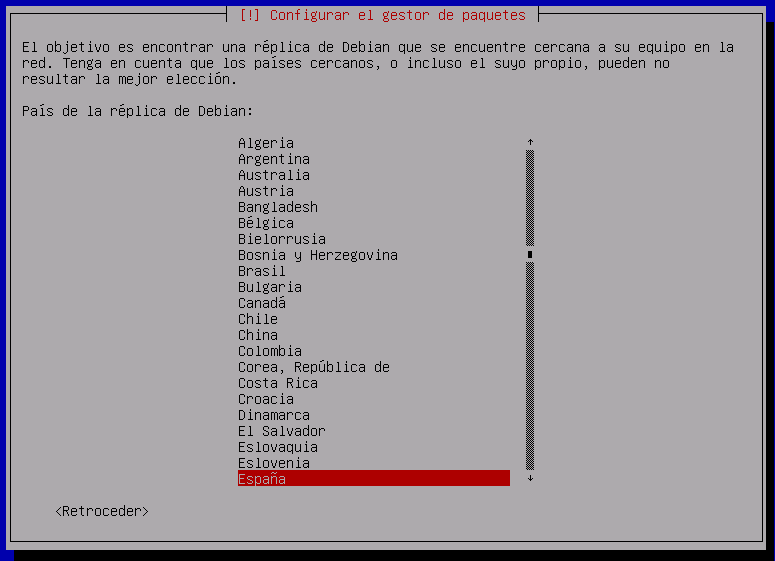 [!] Configurar el gestor de paquetes
El objetivo es encontrar una réplica de Debian que se encuentre cercana a su equipo en la
red. Tenga en cuenta que los países cercanos, o incluso el suyo propio, pueden no
resultar la mejor elección.
País de la réplica de Debian:
Algeria
Argentina
Australia
Austria
Bangladesh
Bélgica
Bielorrusia
Bosnia y Herzegovina
Brasil
Bulgaria
Canadá
Chile
China
Colombia
Corea, República de
Costa Rica
Croacia
Dinamarca
El Salvador
Eslovaquia
Eslovenia
España
<Retroceder>